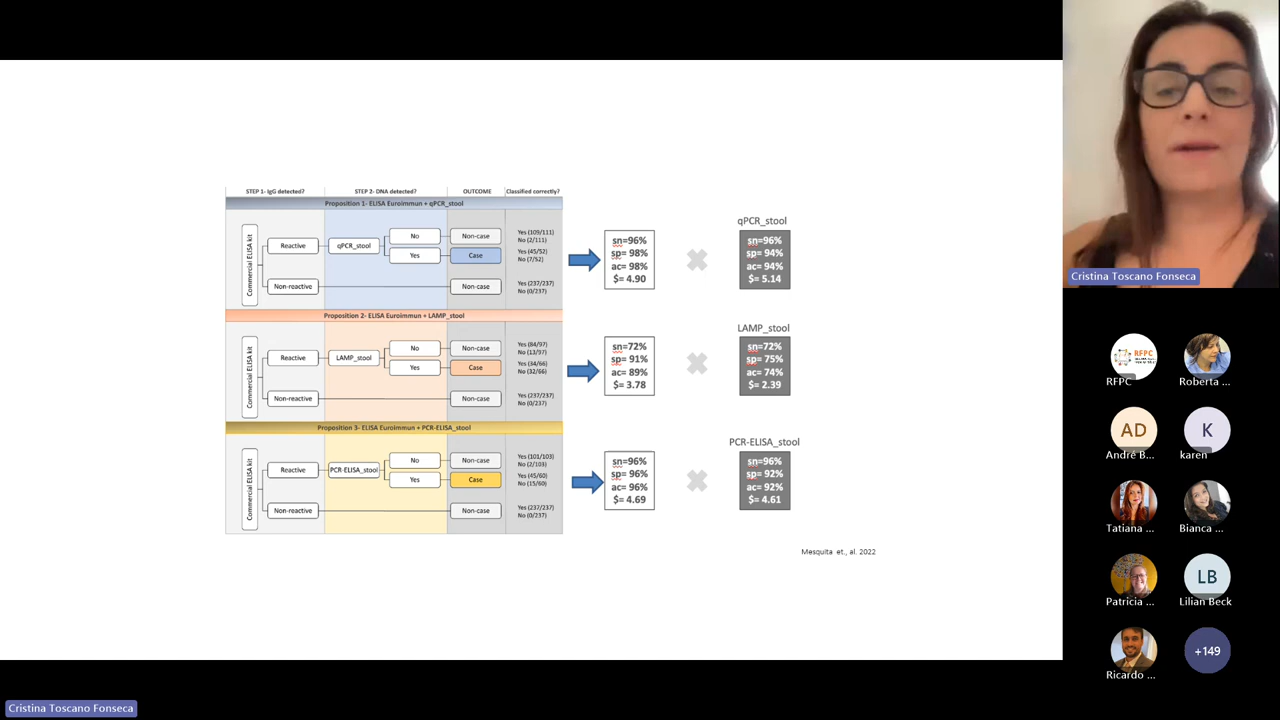 STEP 1- IgG detected?
STEP 2- DNA detected?
OUTCOME
Classified correctly?
Proposition 1- ELISA Euroimmun + qPCR_stool
Commercial ELISA kit
Reactive
qPCR_stool
No
Non-case
Yes (109/111)
No (2/111)
Yes
Case
Yes (45/52)
No (7/52)
Non-reactive
Non-case
Yes (237/237)
No (0/237)
sn=96%
sp= 98%
ac= 98%
$= 4.90
qPCR_stool
sn=96%
sp= 94%
ac= 94%
$= 5.14
Proposition 2- ELISA Euroimmun + LAMP_stool
Commercial ELISA kit
Reactive
LAMP_stool
No
Non-case
Yes (84/97)
No (13/97)
Yes
Case
Yes (34/66)
No (32/66)
Non-reactive
Non-case
Yes (237/237)
No (0/237)
sn=72%
sp= 91%
ac= 89%
$= 3.78
LAMP_stool
sn=72%
sp= 75%
ac= 74%
$= 2.39
Proposition 3- ELISA Euroimmun + PCR-ELISA_stool
Commercial ELISA kit
Reactive
PCR-ELISA_stool
No
Non-case
Yes (101/103)
No (2/103)
Yes
Case
Yes (45/60)
No (15/60)
Non-reactive
Non-case
Yes (237/237)
No (0/237)
sn=96%
sp= 96%
ac= 96%
$= 4.69
PCR-ELISA_stool
sn=96%
sp= 92%
ac= 92%
$= 4.61
Mesquita et., al. 2022
Cristina Toscano Fonseca
RFPC
RFPC
Roberta ...
AD
André B...
K
karen
Tatiana ...
Bianca ...
Patricia ...
LB
Lilian Beck
Ricardo ...
+149
Cristina Toscano Fonseca